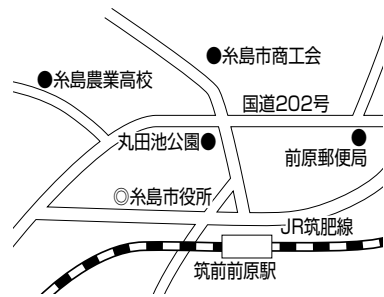 ●糸島市商工会
●糸島農業高校
国道202号
丸田池公園●
前原郵便局
◎糸島市役所
JR筑肥線
筑前前原駅